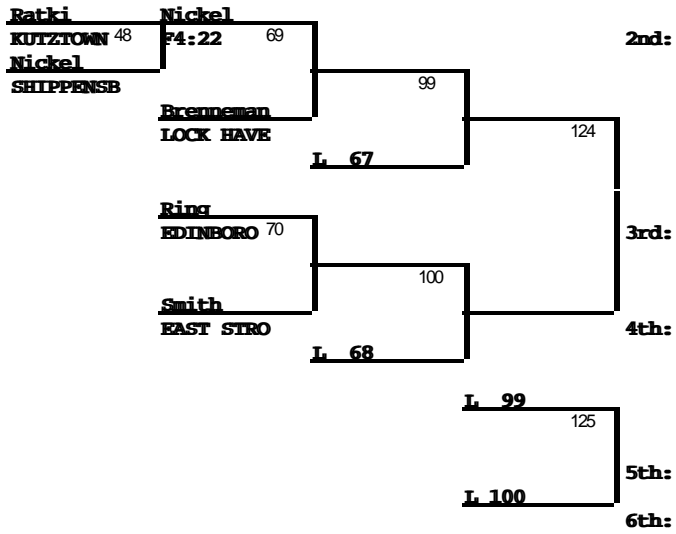 Ratki Nickel
KUTZTOWN 48 F4:22 69 2nd:
Nickel
SHIPPENSB
99
Brenneman
LOCK HAVE 124
L 67
Ring
EDINBORO 70 3rd:
100
Smith
EAST STRO 4th:
L 68
L 99
125
5th:
L 100
6th: